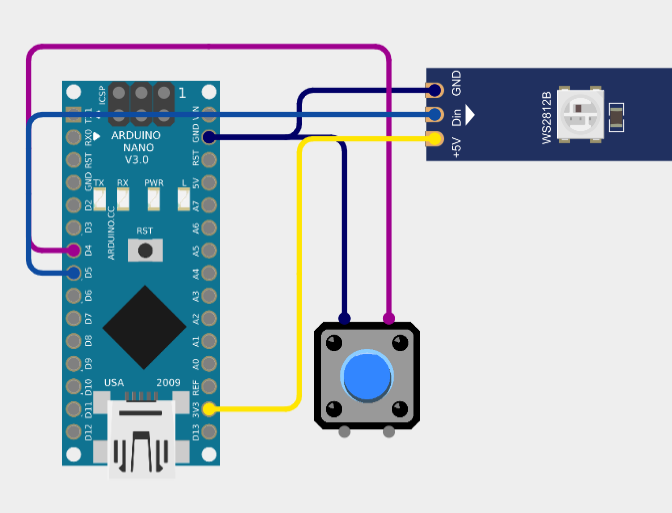 ICSP
1
TX1
RX0
RST
GND
D2
D3
D4
D5
D6
D7
D8
D9
D10
D11
D12
ARDUINO
NANO
V3.0
TX
RX
PWR
L
RST
ARDUINO.CC
USA
2009
GND
RST
5V
A7
A6
A5
A4
A3
A2
A1
A0
REF
3V3
D13
GND
Din
+5V
WS2812B